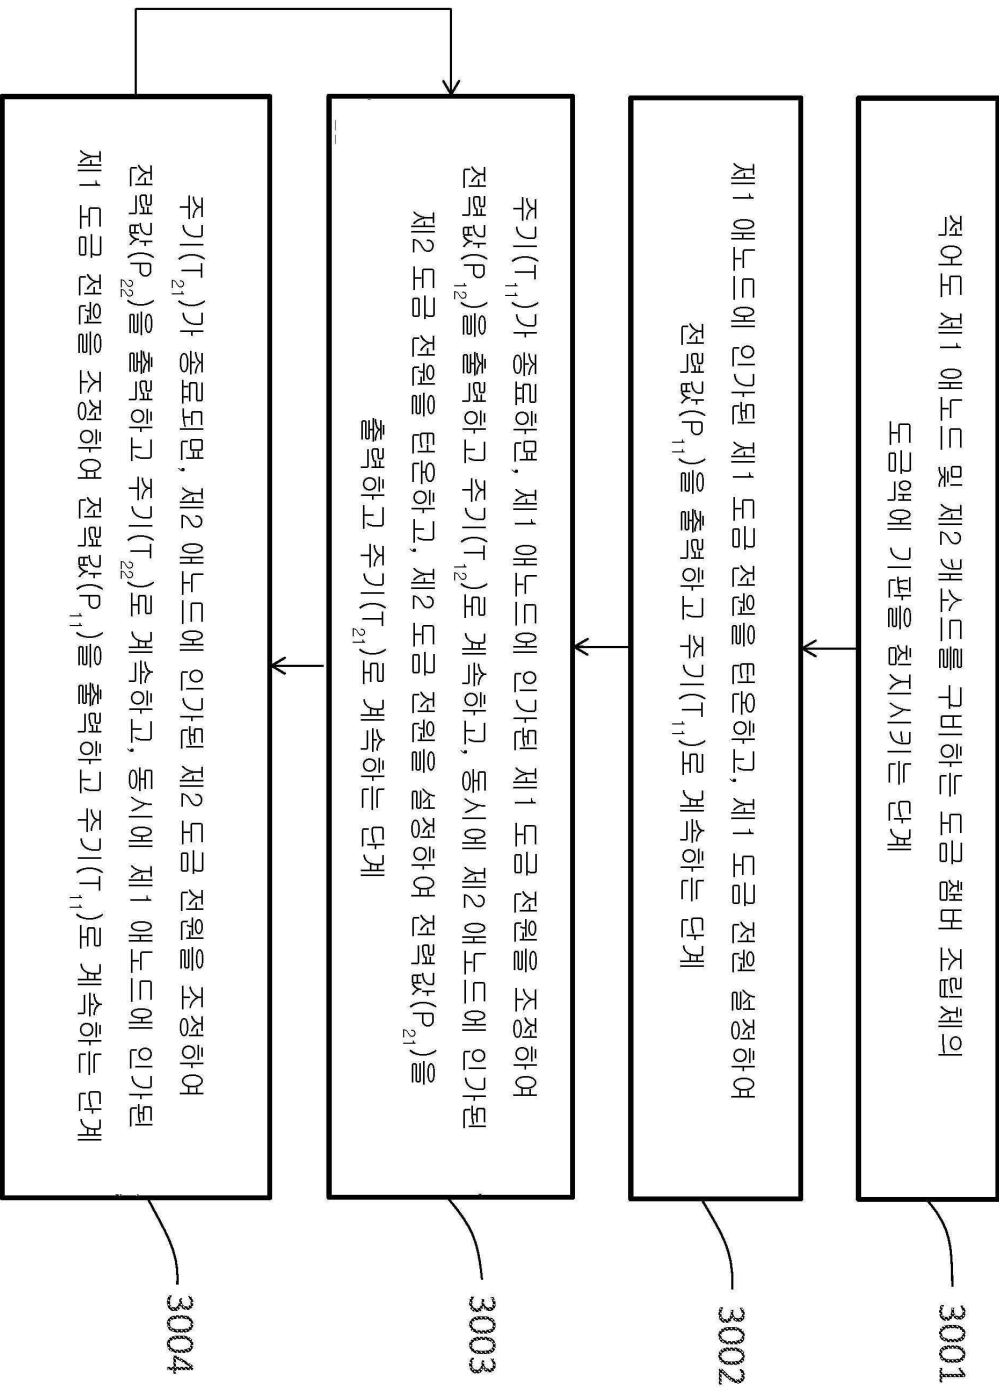 적어도 제1 애노드 및 제2 캐소드를 구비하는 도금 챔버 조립체의
도금액에 기판을 침지시키는 단계
3001
제1 애노드에 인가된 제1 도금 전원을 턴온하고, 제1 도금 전원 설정하여
전력값(P₁₁)을 출력하고 주기(T₁₁)로 계속하는 단계
3002
주기(T₁₁)가 종료하면, 제1 애노드에 인가된 제1 도금 전원을 조정하여
전력값(P₁₂)을 출력하고 주기(T₁₂)로 계속하고, 동시에 제2 애노드에 인가된
제2 도금 전원을 턴온하고, 제2 도금 전원을 설정하여 전력값(P₂₁)을
출력하고 주기(T₂₁)로 계속하는 단계
3003
주기(T₂₁)가 종료되면, 제2 애노드에 인가된 제2 도금 전원을 조정하여
전력값(P₂₂)을 출력하고 주기(T₂₂)로 계속하고, 동시에 제1 애노드에 인가된
제1 도금 전원을 조정하여 전력값(P₁₁)을 출력하고 주기(T₁₁)로 계속하는 단계
3004